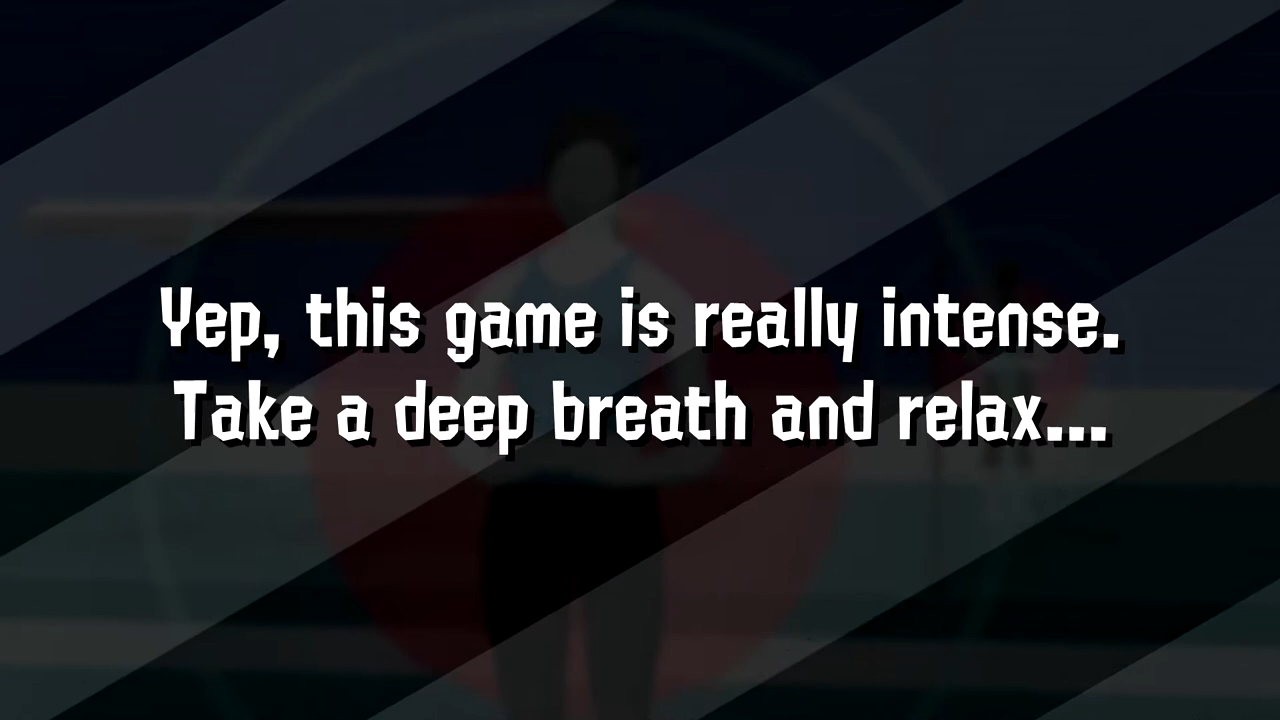 Yep, this game is really intense.
Take a deep breath and relax...